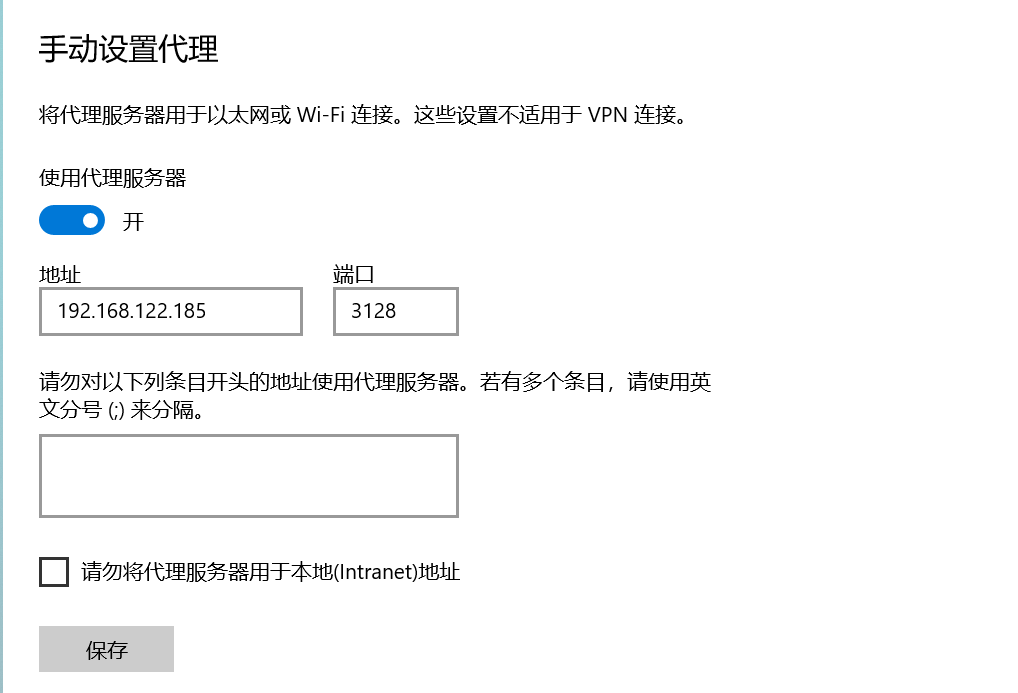 手动设置代理
将代理服务器用于以太网或 Wi-Fi 连接。这些设置不适用于 VPN 连接。
使用代理服务器
开
地址 端口
192.168.122.185 3128
请勿对以下列条目开头的地址使用代理服务器。若有多个条目，请使用英
文分号 (;) 来分隔。
请勿将代理服务器用于本地(Intranet)地址
保存